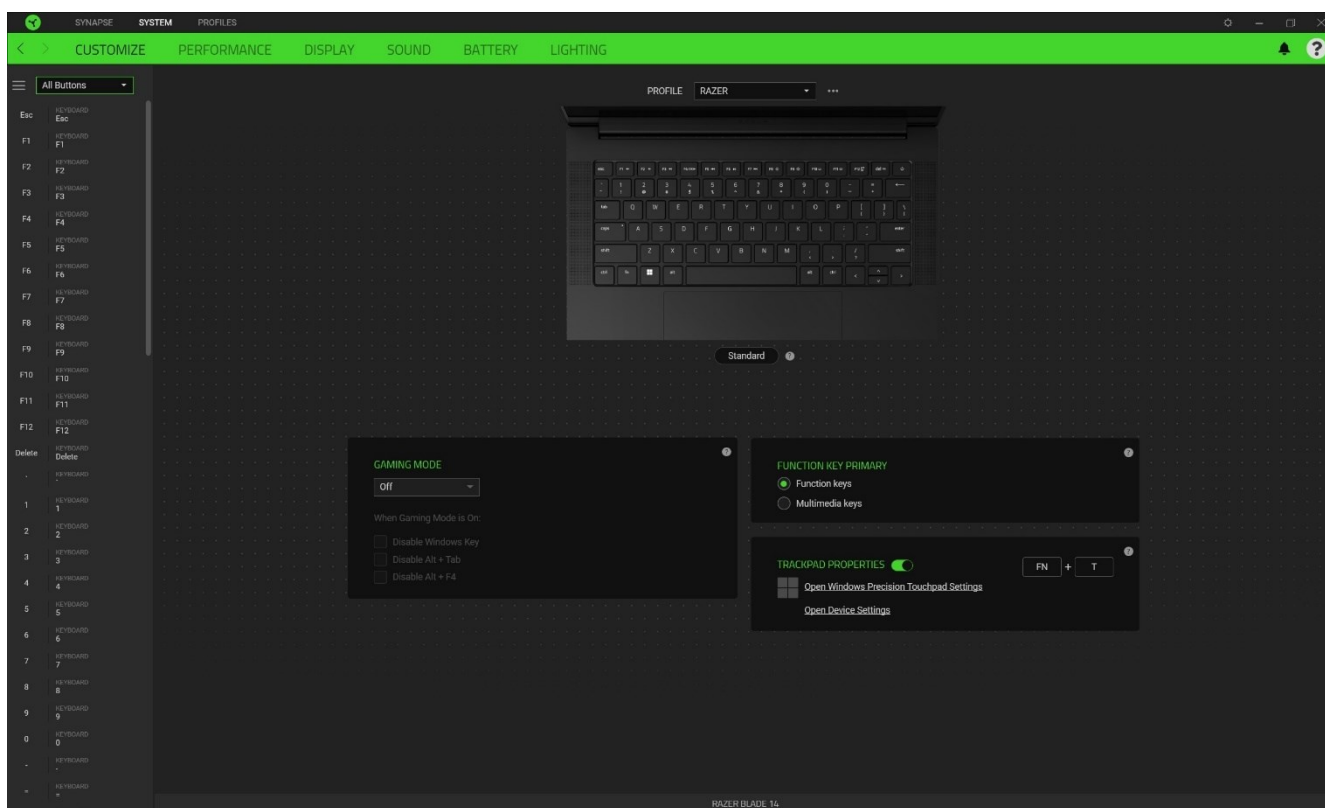 SYNAPSE SYSTEM PROFILES
CUSTOMIZE PERFORMANCE DISPLAY SOUND BATTERY LIGHTING
All Buttons
PROFILE RAZER
Esc KEYBOARD
Esc
F1 KEYBOARD
F1
F2 KEYBOARD
F2
F3 KEYBOARD
F3
F4 KEYBOARD
F4
F5 KEYBOARD
F5
F6 KEYBOARD
F6
F7 KEYBOARD
F7
F8 KEYBOARD
F8
F9 KEYBOARD
F9
F10 KEYBOARD
F10
F11 KEYBOARD
F11
F12 KEYBOARD
F12
Delete KEYBOARD
Delete
KEYBOARD
1 KEYBOARD
1
2 KEYBOARD
2
3 KEYBOARD
3
4 KEYBOARD
4
5 KEYBOARD
5
6 KEYBOARD
6
7 KEYBOARD
7
8 KEYBOARD
8
9 KEYBOARD
9
0 KEYBOARD
0
- KEYBOARD
-
= KEYBOARD
=
tab Q W E R T Y U I O P
A S D F G H J K L
Z X C V B N M
Standard
GAMING MODE
Off
When Gaming Mode is On:
Disable Windows Key
Disable Alt + Tab
Disable Alt + F4
FUNCTION KEY PRIMARY
Function keys
Multimedia keys
TRACKPAD PROPERTIES FN + T
Open Windows Precision Touchpad Settings
Open Device Settings
RAZER BLADE 14